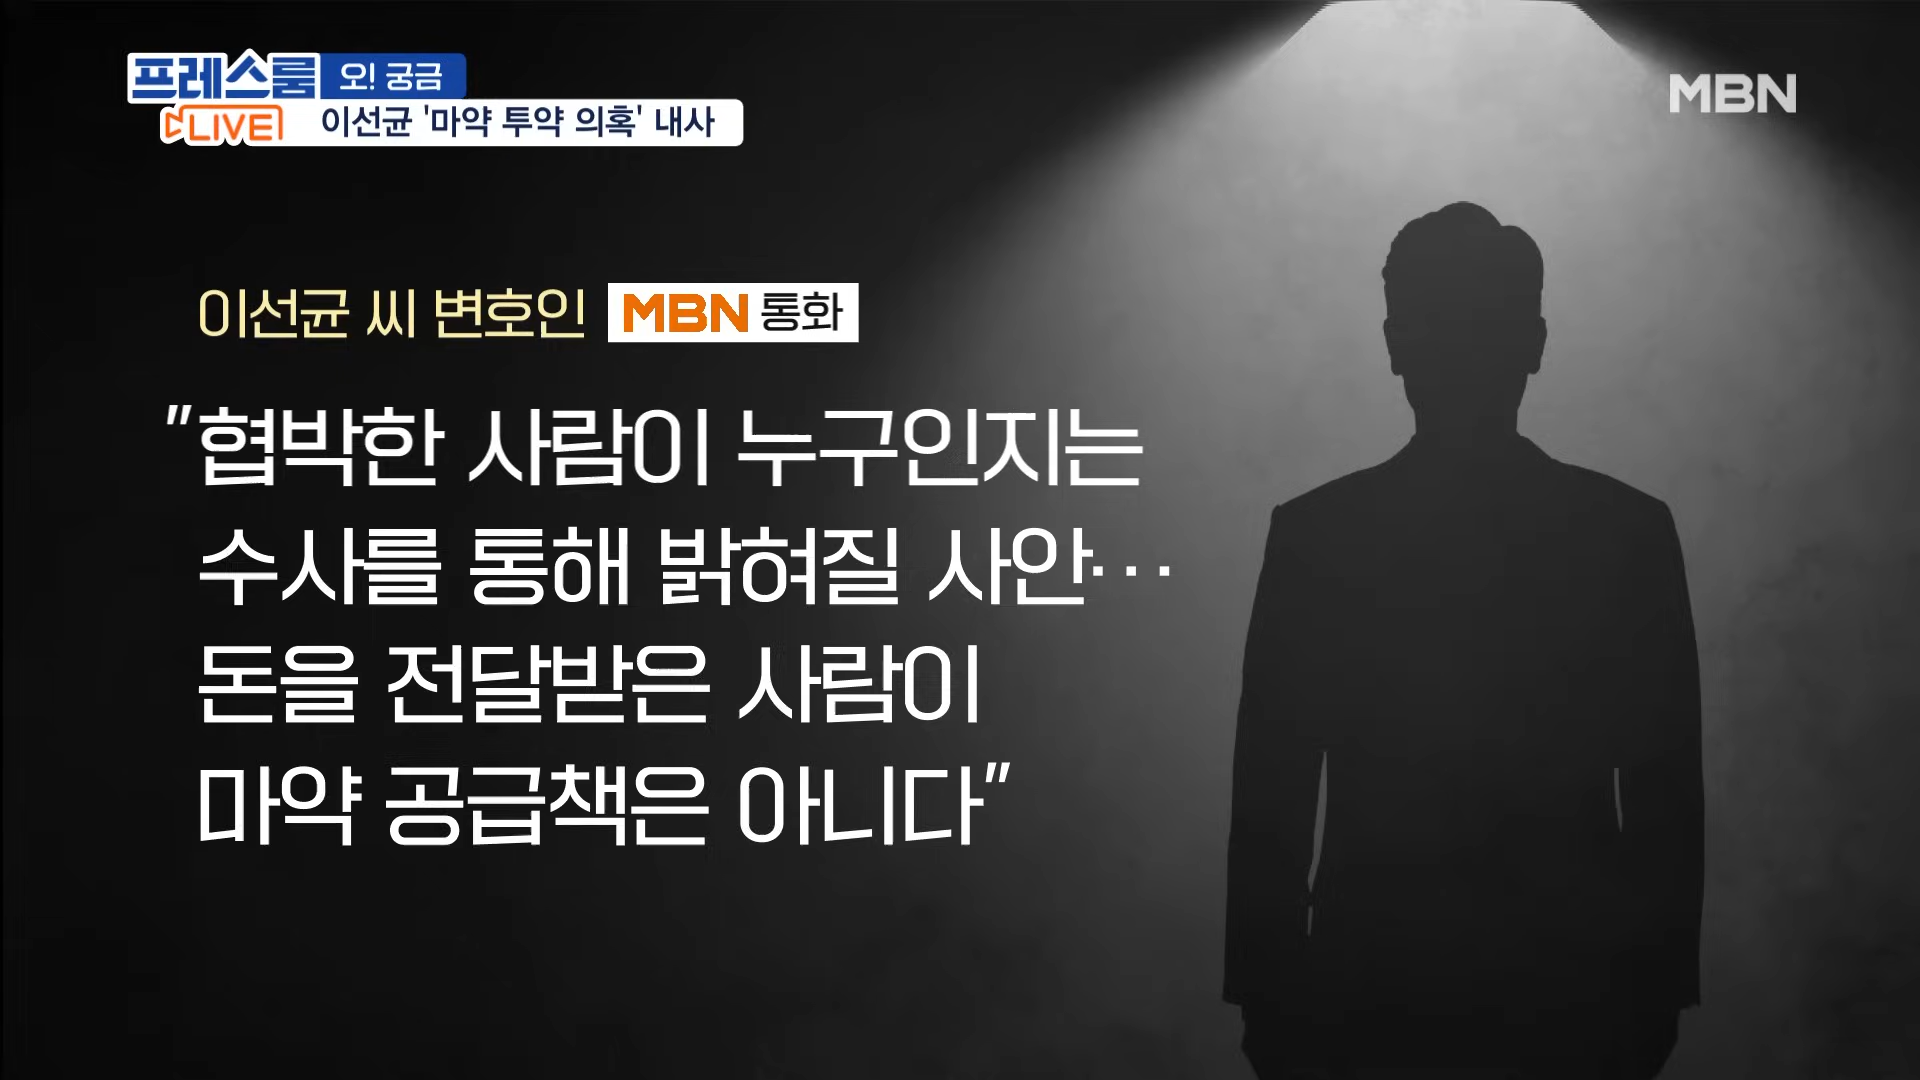 프레스룸 오! 궁금
LIVE 이선균 '마약 투약 의혹' 내사
MBN
이선균 씨 변호인 MBN 통화
"협박한 사람이 누구인지는
수사를 통해 밝혀질 사안…
돈을 전달받은 사람이
마약 공급책은 아니다"